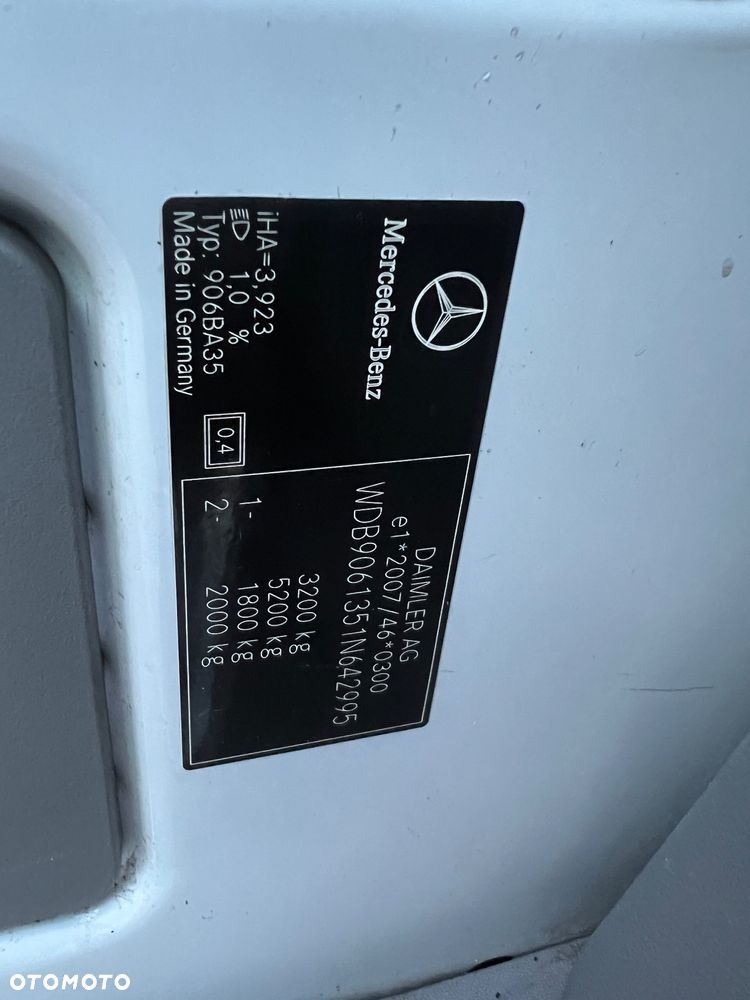 Mercedes-Benz
iHA=3,923
1,0 %
Typ: 906BA35
Made in Germany
0,4
DAIMLER AG
e1*2007/46*0300
WDB9061351N642995
3200 kg
5200 kg
1- 1800 kg
2- 2000 kg
OTOMOTO